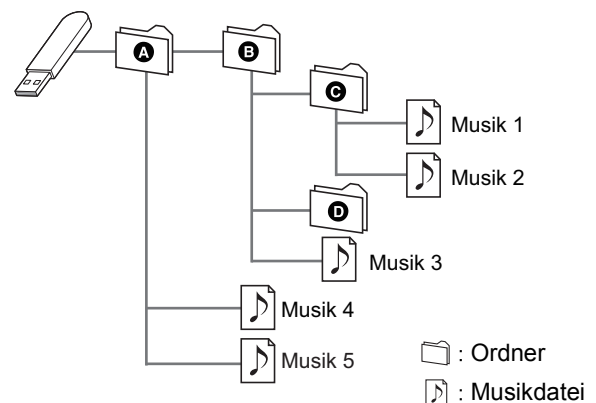 A
B
C
Musik 1
Musik 2
D
Musik 3
Musik 4
Musik 5
: Ordner
: Musikdatei